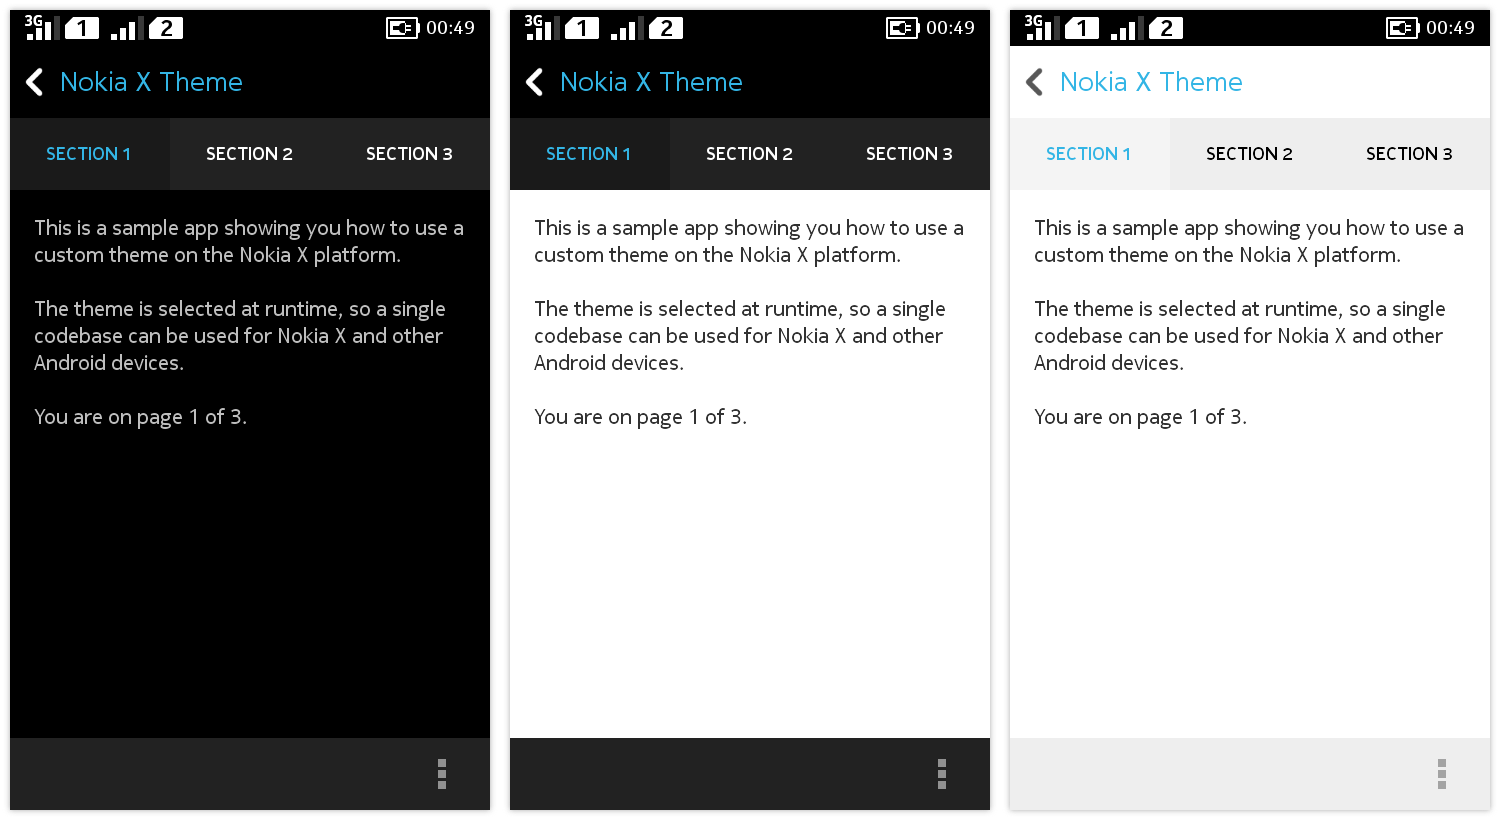 3G 1 2 00:49
Nokia X Theme
SECTION 1 SECTION 2 SECTION 3
This is a sample app showing you how to use a
custom theme on the Nokia X platform.
The theme is selected at runtime, so a single
codebase can be used for Nokia X and other
Android devices.
You are on page 1 of 3.
3G 1 2 00:49
Nokia X Theme
SECTION 1 SECTION 2 SECTION 3
This is a sample app showing you how to use a
custom theme on the Nokia X platform.
The theme is selected at runtime, so a single
codebase can be used for Nokia X and other
Android devices.
You are on page 1 of 3.
3G 1 2 00:49
Nokia X Theme
SECTION 1 SECTION 2 SECTION 3
This is a sample app showing you how to use a
custom theme on the Nokia X platform.
The theme is selected at runtime, so a single
codebase can be used for Nokia X and other
Android devices.
You are on page 1 of 3.